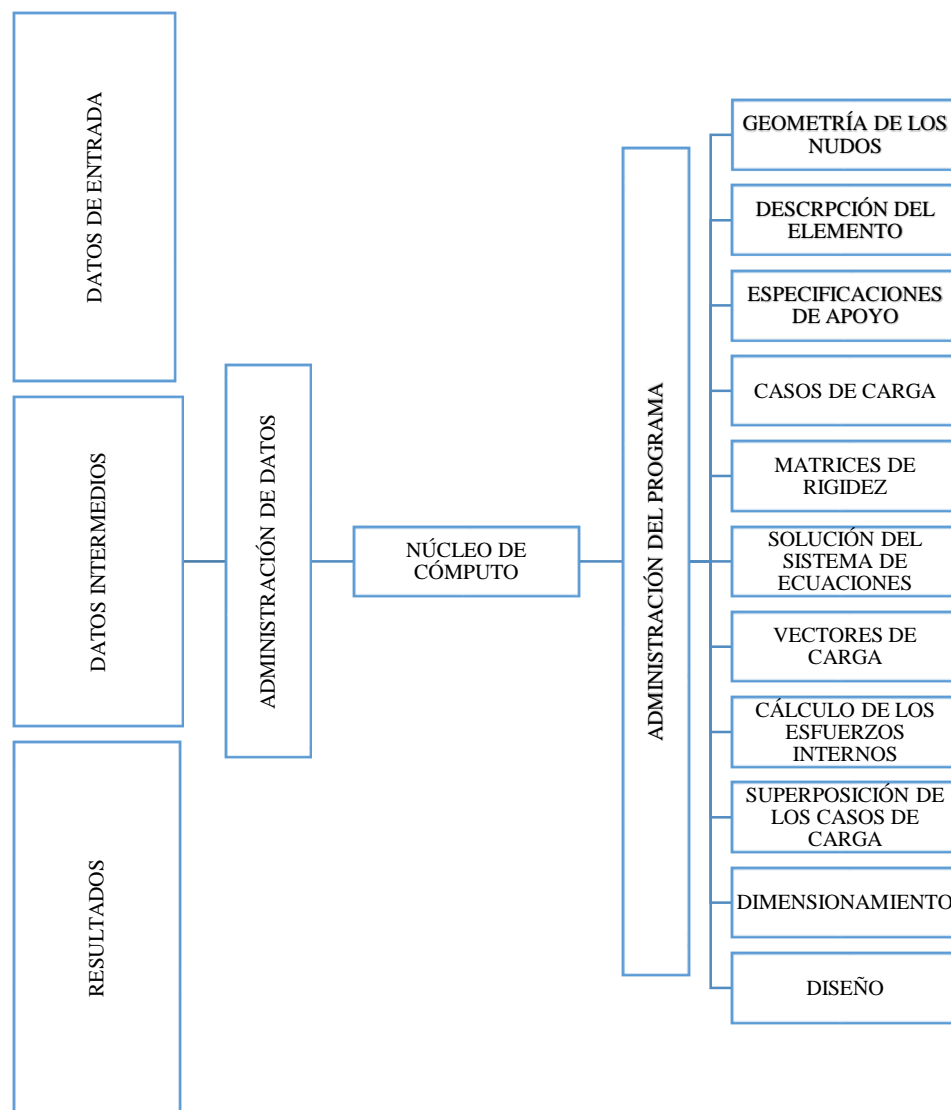 DATOS DE ENTRADA
DATOS INTERMEDIOS
RESULTADOS
ADMINISTRACIÓN DE DATOS
NÚCLEO DE
CÓMPUTO
ADMINISTRACIÓN DEL PROGRAMA
GEOMETRÍA DE LOS
NUDOS
DESCRPCIÓN DEL
ELEMENTO
ESPECIFICACIONES
DE APOYO
CASOS DE CARGA
MATRICES DE
RIGIDEZ
SOLUCIÓN DEL
SISTEMA DE
ECUACIONES
VECTORES DE
CARGA
CÁLCULO DE LOS
ESFUERZOS
INTERNOS
SUPERPOSICIÓN DE
LOS CASOS DE
CARGA
DIMENSIONAMIENTO
DISEÑO